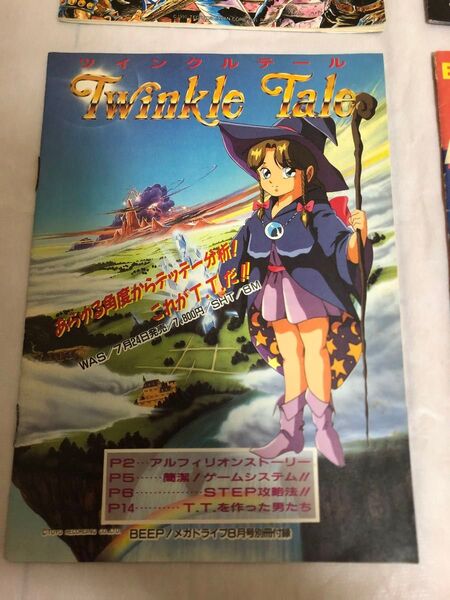 ツインクルテール
Twinkle Tale
あらゆる角度からテッテー分析!
これがT.T.だ!!
WAS/7月24日発売/7,800円/SHT/8M
P2…アルフィリオンストーリー
P5……簡潔!ゲームシステム!!
P6…………STEP攻略法!!
P14………T.T.を作った男たち
©TOYO RECORDING CO.,LTD.
BEEP!メガドライブ8月号別冊付録